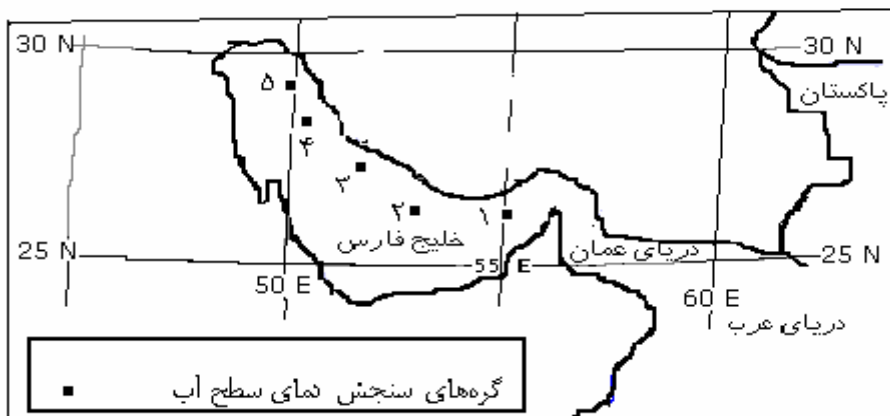 30 N
30 N
پاکستان
۵
۴
۳
۲
۱
خلیج فارس
دریای عمان
25 N
55 E
25 N
50 E
60 E
دریای عرب
گره‌های سنجش دمای سطح آب